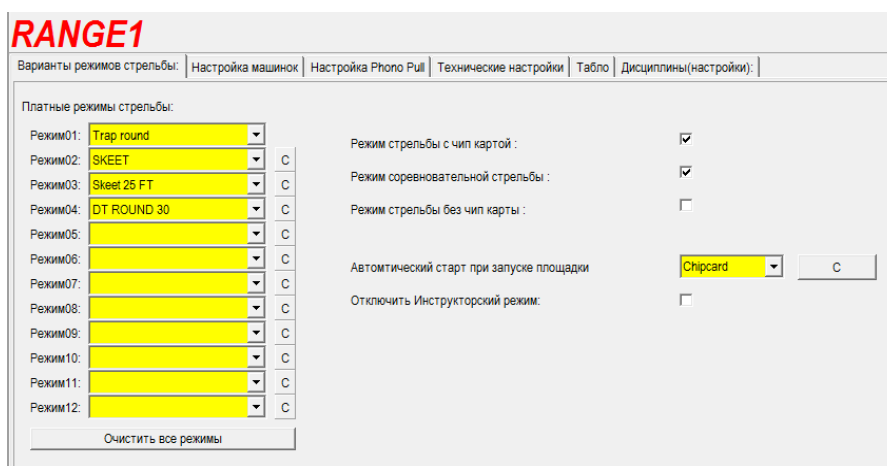 RANGE1
Варианты режимов стрельбы: Настройка машинок Настройка Phono Pull Технические настройки Табло Дисциплины(настройки):
Платные режимы стрельбы:
Режим01: Trap round
Режим02: SKEET C
Режим03: Skeet 25 FT C
Режим04: DT ROUND 30 C
Режим05: C
Режим06: C
Режим07: C
Режим08: C
Режим09: C
Режим10: C
Режим11: C
Режим12: C
Очистить все режимы
Режим стрельбы с чип картой :
Режим соревновательной стрельбы :
Режим стрельбы без чип карты :
Автомтический старт при запуске площадки Chipcard C
Отключить Инструкторский режим: